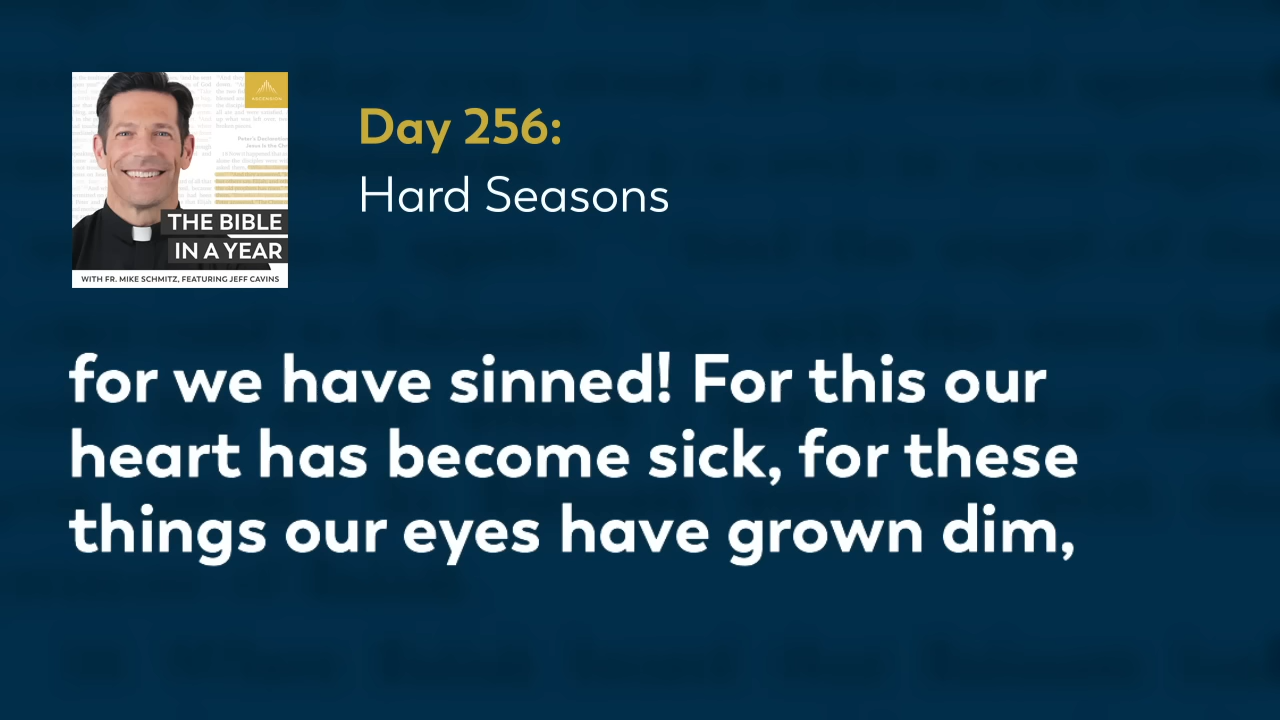 ASCENSION
THE BIBLE
IN A YEAR
WITH FR. MIKE SCHMITZ, FEATURING JEFF CAVINS
Day 256:
Hard Seasons
for we have sinned! For this our
heart has become sick, for these
things our eyes have grown dim,